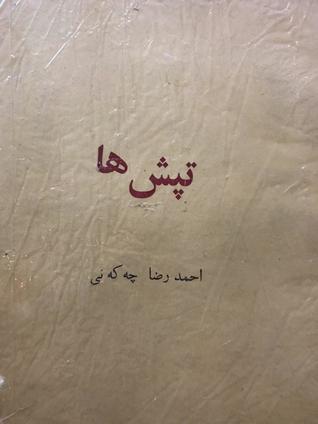 تپش ها
احمد رضا چه که نی